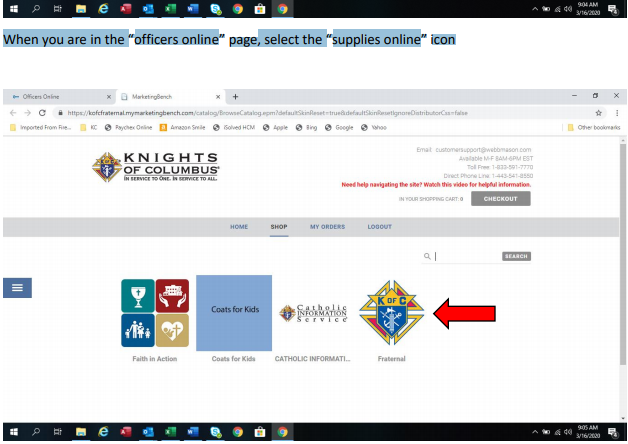 9:04 AM
3/16/2020
When you are in the "officers online" page, select the "supplies online" icon
Officers Online
MarketingBench
https://kofcfraternal.mymarketingbench.com/catalog/BrowseCatalog.epm?defaultSkinReset=true&defaultSkinResetIgnoreDistributorCss=false
Imported From Fire... KC Paychex Online Amazon Smile iSolved HCM Apple Bing Google Yahoo Other bookmarks
KNIGHTS
OF COLUMBUS
IN SERVICE TO ONE. IN SERVICE TO ALL.
Email: customersupport@webbmason.com
Available M-F 8AM-6PM EST
Toll Free: 1-833-591-7770
Direct Phone Line: 1-443-541-8550
Need help navigating the site? Watch this video for helpful information.
IN YOUR SHOPPING CART: 0 CHECKOUT
HOME SHOP MY ORDERS LOGOUT
SEARCH
Coats for Kids
Catholic
INFORMATION
Service
K OF C
Faith in Action Coats for Kids CATHOLIC INFORMATI... Fraternal
9:05 AM
3/16/2020